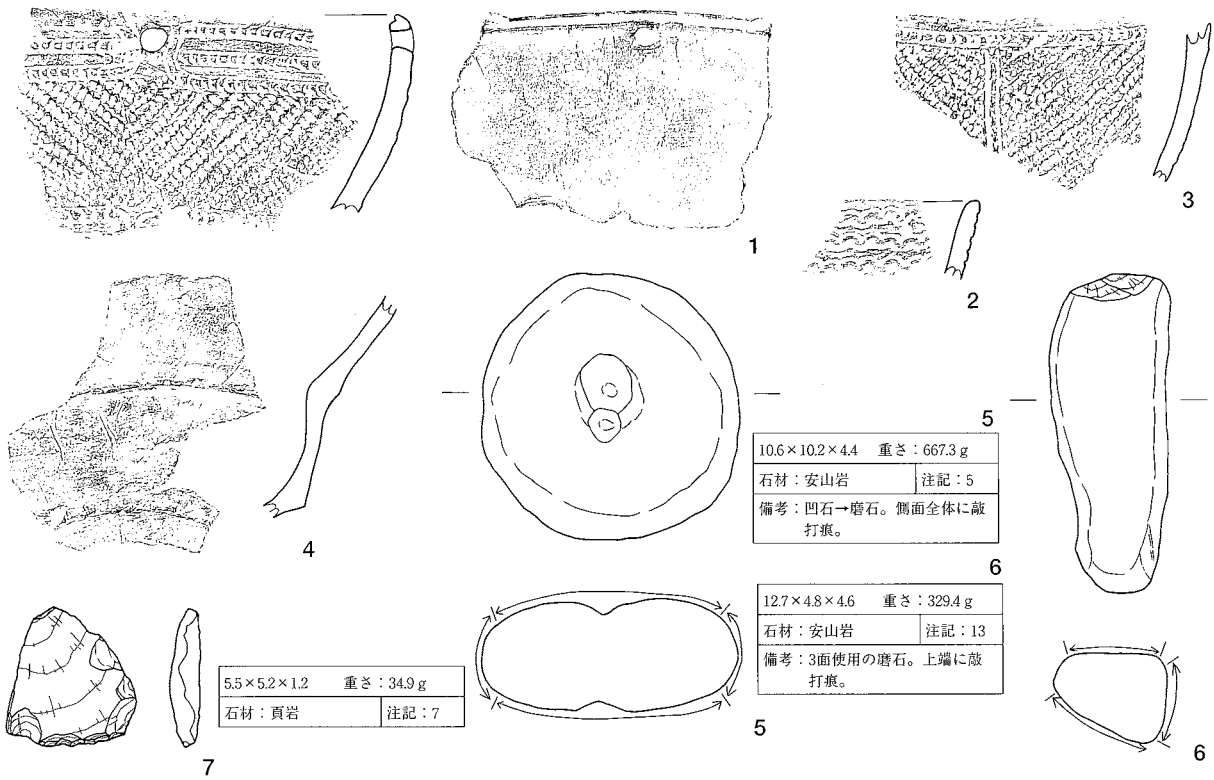 1
3
2
4
5
10.6×10.2×4.4 重さ：667.3 g
石材：安山岩 注記：5
備考：凹石→磨石。側面全体に敲
打痕。
6
12.7×4.8×4.6 重さ：329.4 g
石材：安山岩 注記：13
備考：3面使用の磨石。上端に敲
打痕。
5.5×5.2×1.2 重さ：34.9 g
石材：頁岩 注記：7
7
5
6